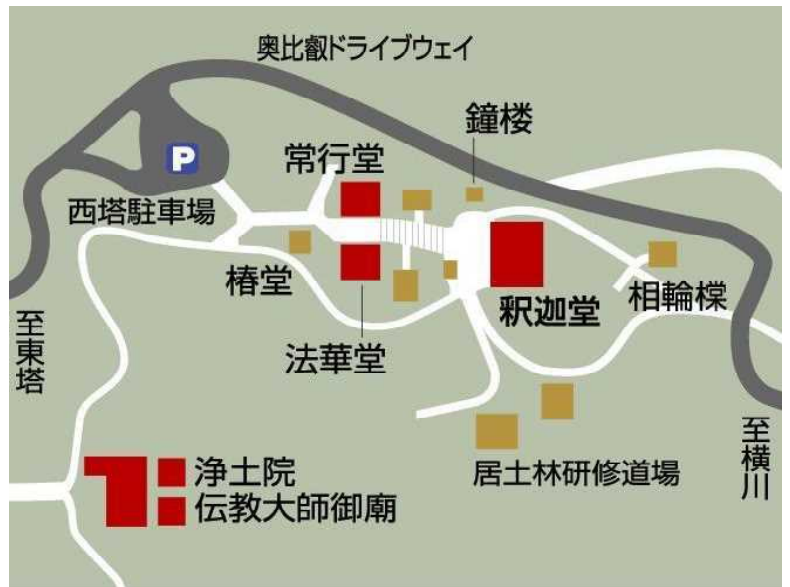 奥比叡ドライブウェイ
鐘楼
常行堂
P
西塔駐車場
椿堂
釈迦堂
相輪橖
法華堂
至東塔
至横川
浄土院
伝教大師御廟
居士林研修道場